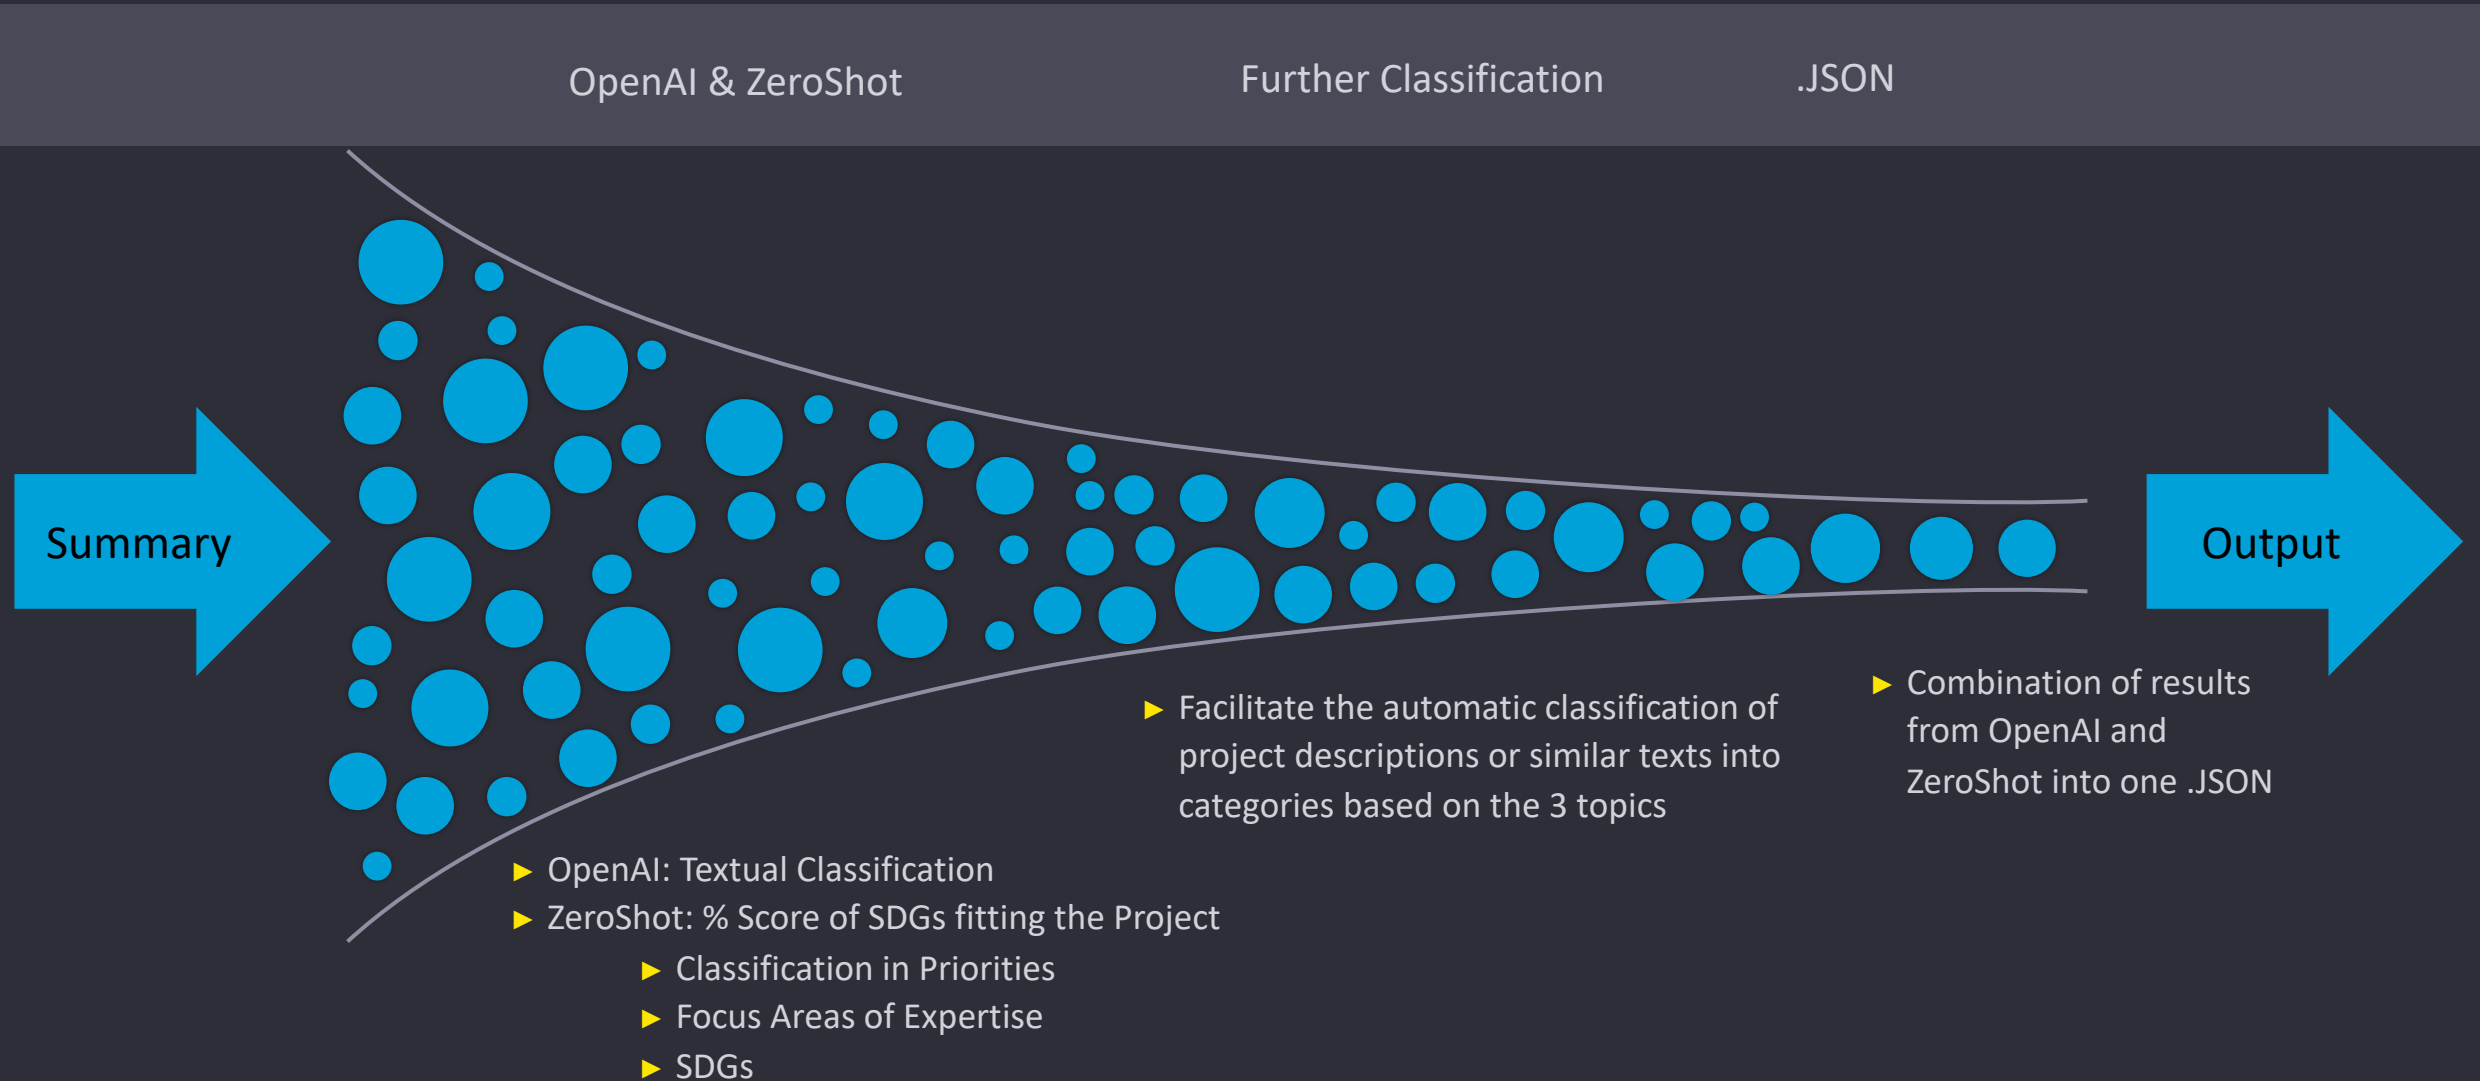 OpenAI & ZeroShot
Further Classification
.JSON
Summary
Output
► OpenAI: Textual Classification
► ZeroShot: % Score of SDGs fitting the Project
► Classification in Priorities
► Focus Areas of Expertise
► SDGs
► Facilitate the automatic classification of
project descriptions or similar texts into
categories based on the 3 topics
► Combination of results
from OpenAI and
ZeroShot into one .JSON